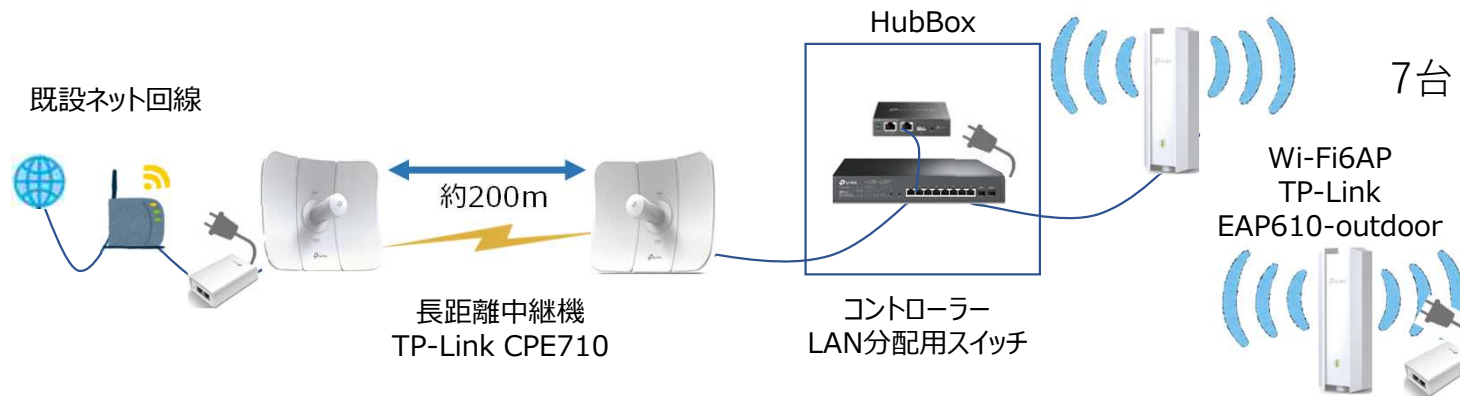 HubBox
7台
既設ネット回線
約200m
Wi-Fi6AP
TP-Link
EAP610-outdoor
長距離中継機
TP-Link CPE710
コントローラー
LAN分配用スイッチ